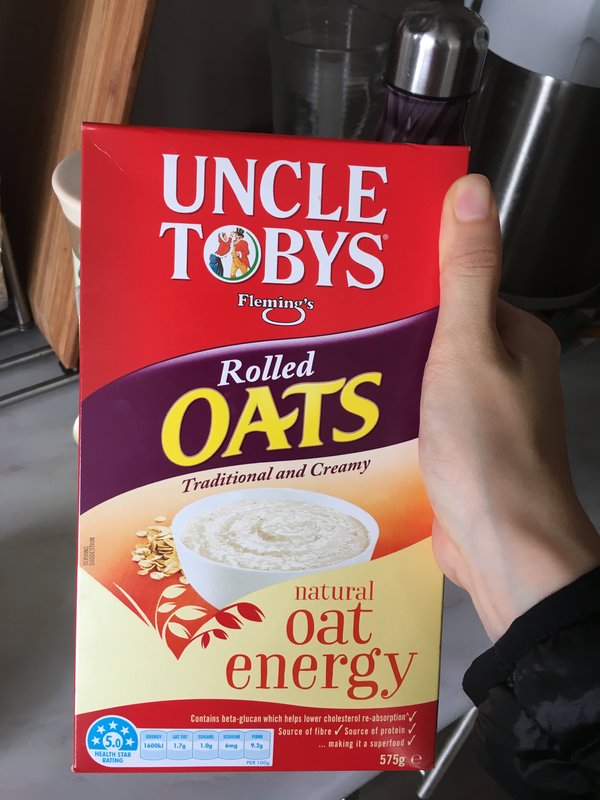 UNCLE
TOBYS®
Fleming's
Rolled
OATS
Traditional and Creamy
SERVING
SUGGESTION
natural
oat
energy
Contains beta-glucan which helps lower cholesterol re-absorption^ ✓
Source of fibre ✓ Source of protein ✓
... making it a superfood ✓
5.0
HEALTH STAR
RATING
ENERGY SAT FAT SUGARS SODIUM FIBRE
1600kJ 1.7g 1.0g 6mg 9.2g
PER 100g
575g ℮